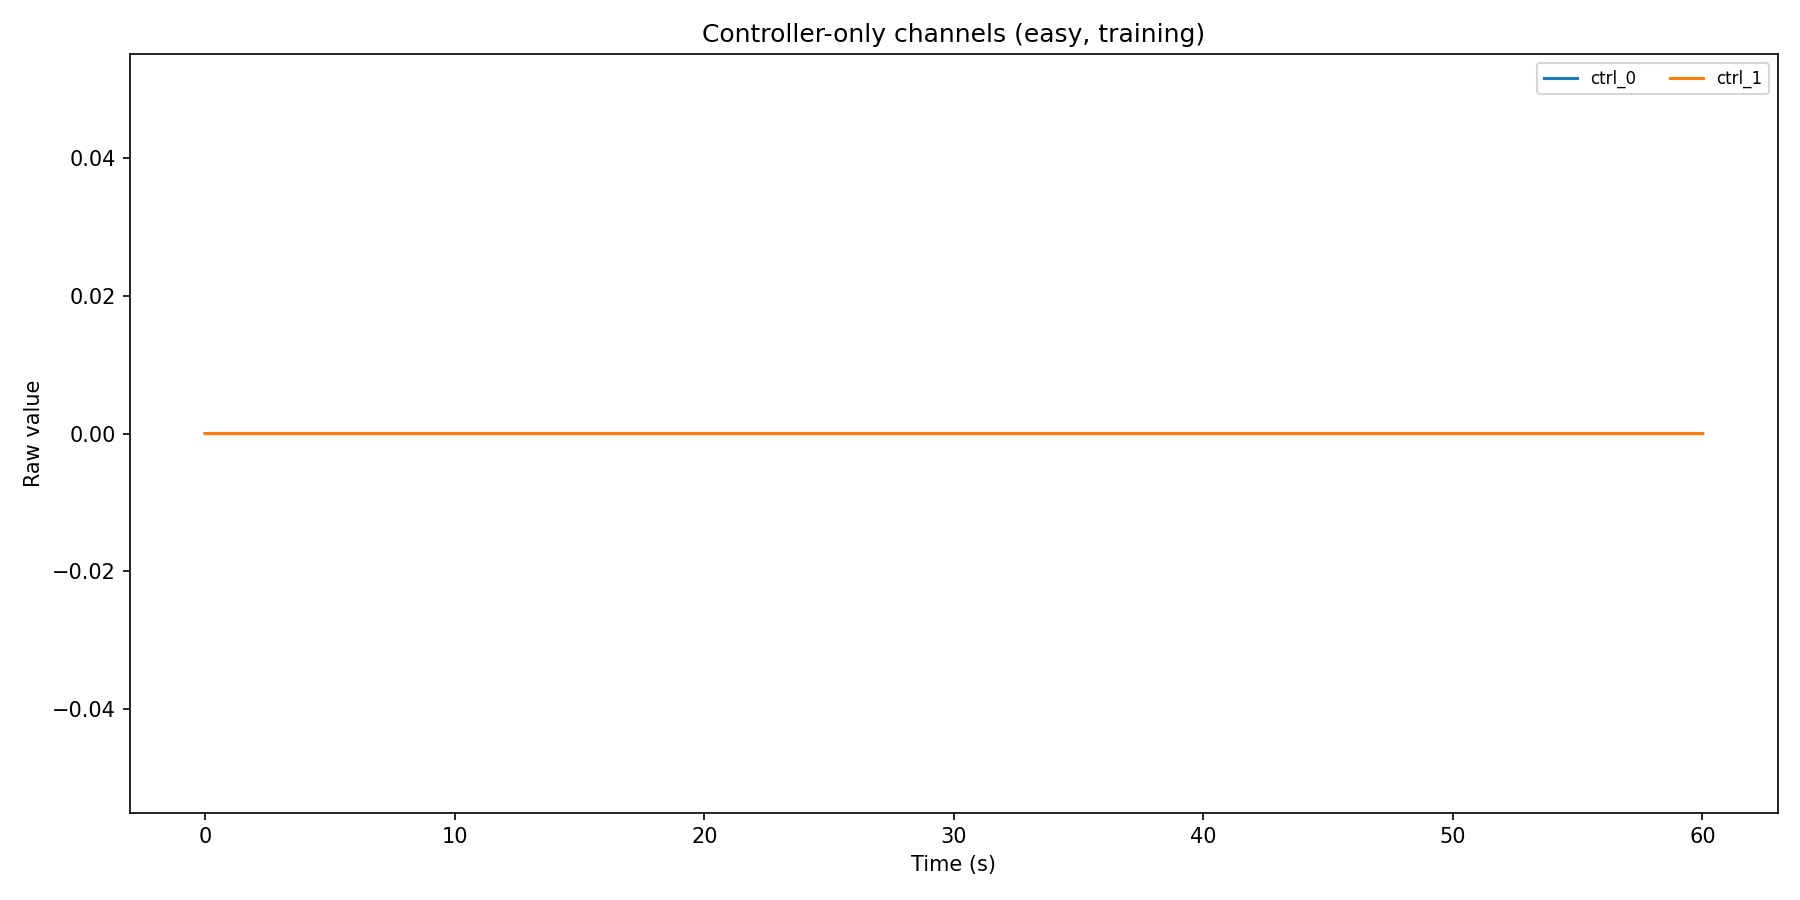 Controller-only channels (easy, training)
ctrl_0 ctrl_1
0.04
0.02
0.00
−0.02
−0.04
Raw value
0 10 20 30 40 50 60
Time (s)